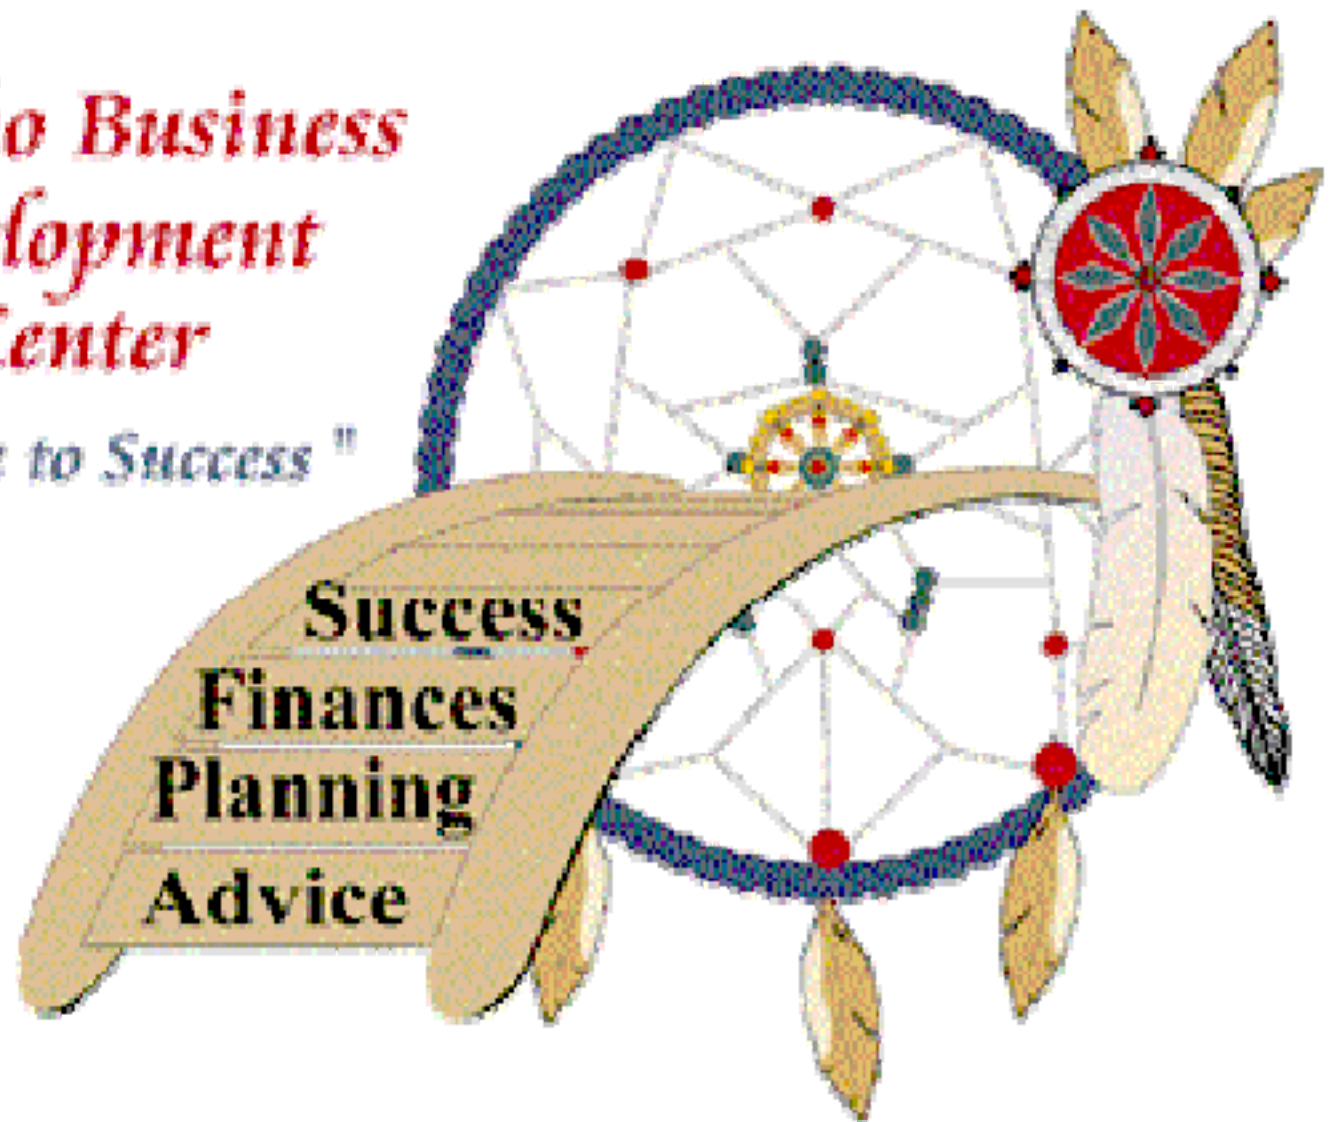 o Business
lopment
enter
to Success "
Success
Finances
Planning
Advice